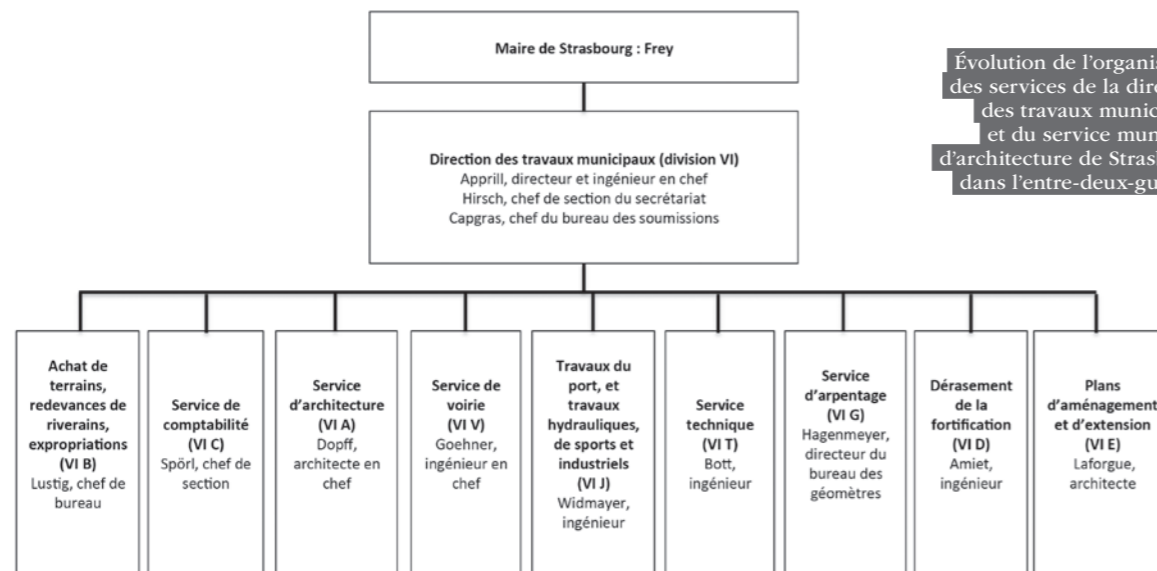 Maire de Strasbourg : Frey
Évolution de l'organis
des services de la dire
des travaux munic
et du service mun
d'architecture de Stras
dans l'entre-deux-gu
Direction des travaux municipaux (division VI)
Apprill, directeur et ingénieur en chef
Hirsch, chef de section du secrétariat
Capgras, chef du bureau des soumissions
Achat de
terrains,
redevances de
riverains,
expropriations
(VI B)
Lustig, chef de
bureau
Service de
comptabilité
(VI C)
Spörl, chef de
section
Service
d'architecture
(VI A)
Dopff,
architecte en
chef
Service de
voirie
(VI V)
Goehner,
ingénieur en
chef
Travaux du
port, et
travaux
hydrauliques,
de sports et
industriels
(VI J)
Widmayer,
ingénieur
Service
technique
(VI T)
Bott,
ingénieur
Service
d'arpentage
(VI G)
Hagenmeyer,
directeur du
bureau des
géomètres
Dérasement
de la
fortification
(VI D)
Amiet,
ingénieur
Plans
d'aménagement
et d'extension
(VI E)
Laforgue,
architecte